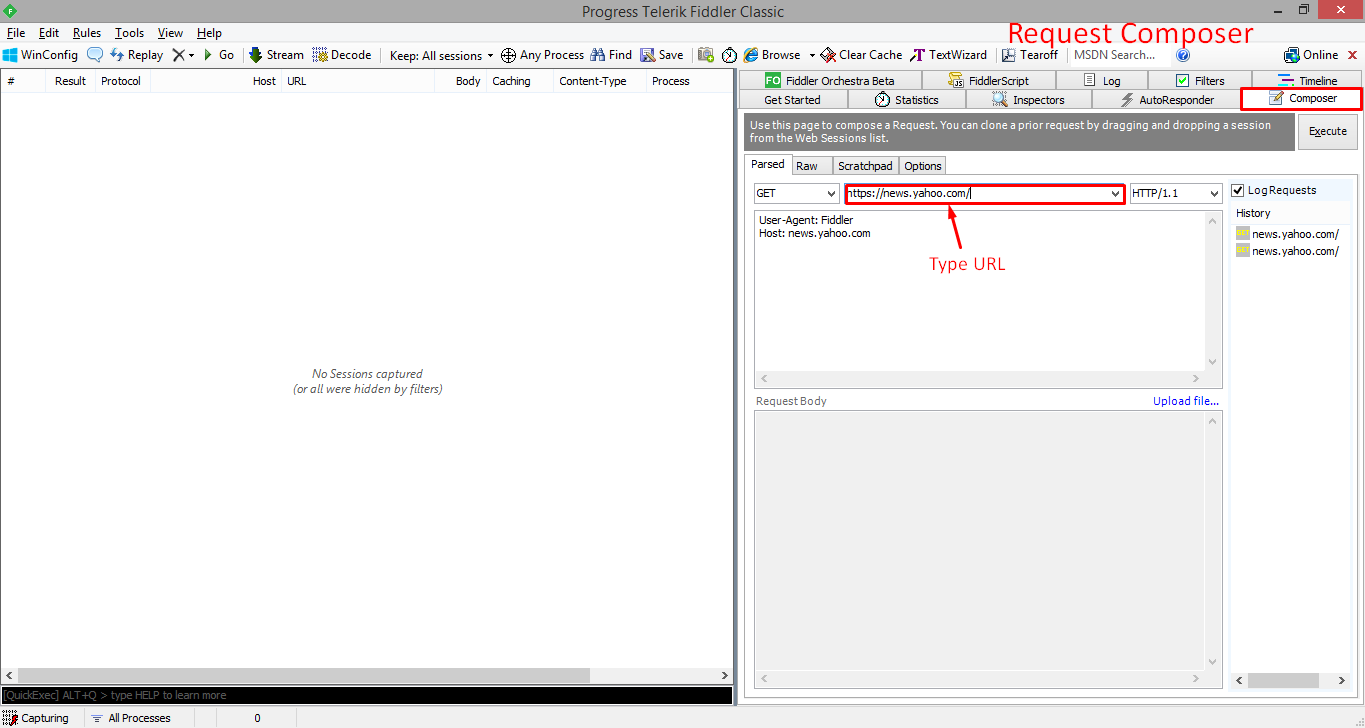 Progress Telerik Fiddler Classic
File Edit Rules Tools View Help
Request Composer
WinConfig Replay Go Stream Decode Keep: All sessions Any Process Find Save Browse Clear Cache TextWizard Tearoff MSDN Search... Online
# Result Protocol Host URL Body Caching Content-Type Process
FO Fiddler Orchestra Beta FiddlerScript Log Filters Timeline
Get Started Statistics Inspectors AutoResponder Composer
Use this page to compose a Request. You can clone a prior request by dragging and dropping a session
from the Web Sessions list.
Execute
Parsed Raw Scratchpad Options
GET https://news.yahoo.com/ HTTP/1.1
Log Requests
History
news.yahoo.com/
news.yahoo.com/
User-Agent: Fiddler
Host: news.yahoo.com
Type URL
No Sessions captured
(or all were hidden by filters)
Request Body Upload file...
[QuickExec] ALT+Q > type HELP to learn more
Capturing All Processes 0